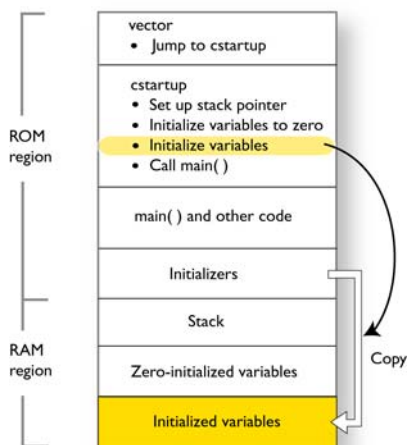 vector
• Jump to cstartup
cstartup
• Set up stack pointer
• Initialize variables to zero
• Initialize variables
• Call main( )
ROM
region
main( ) and other code
Initializers
Stack
RAM
region
Copy
Zero-initialized variables
Initialized variables